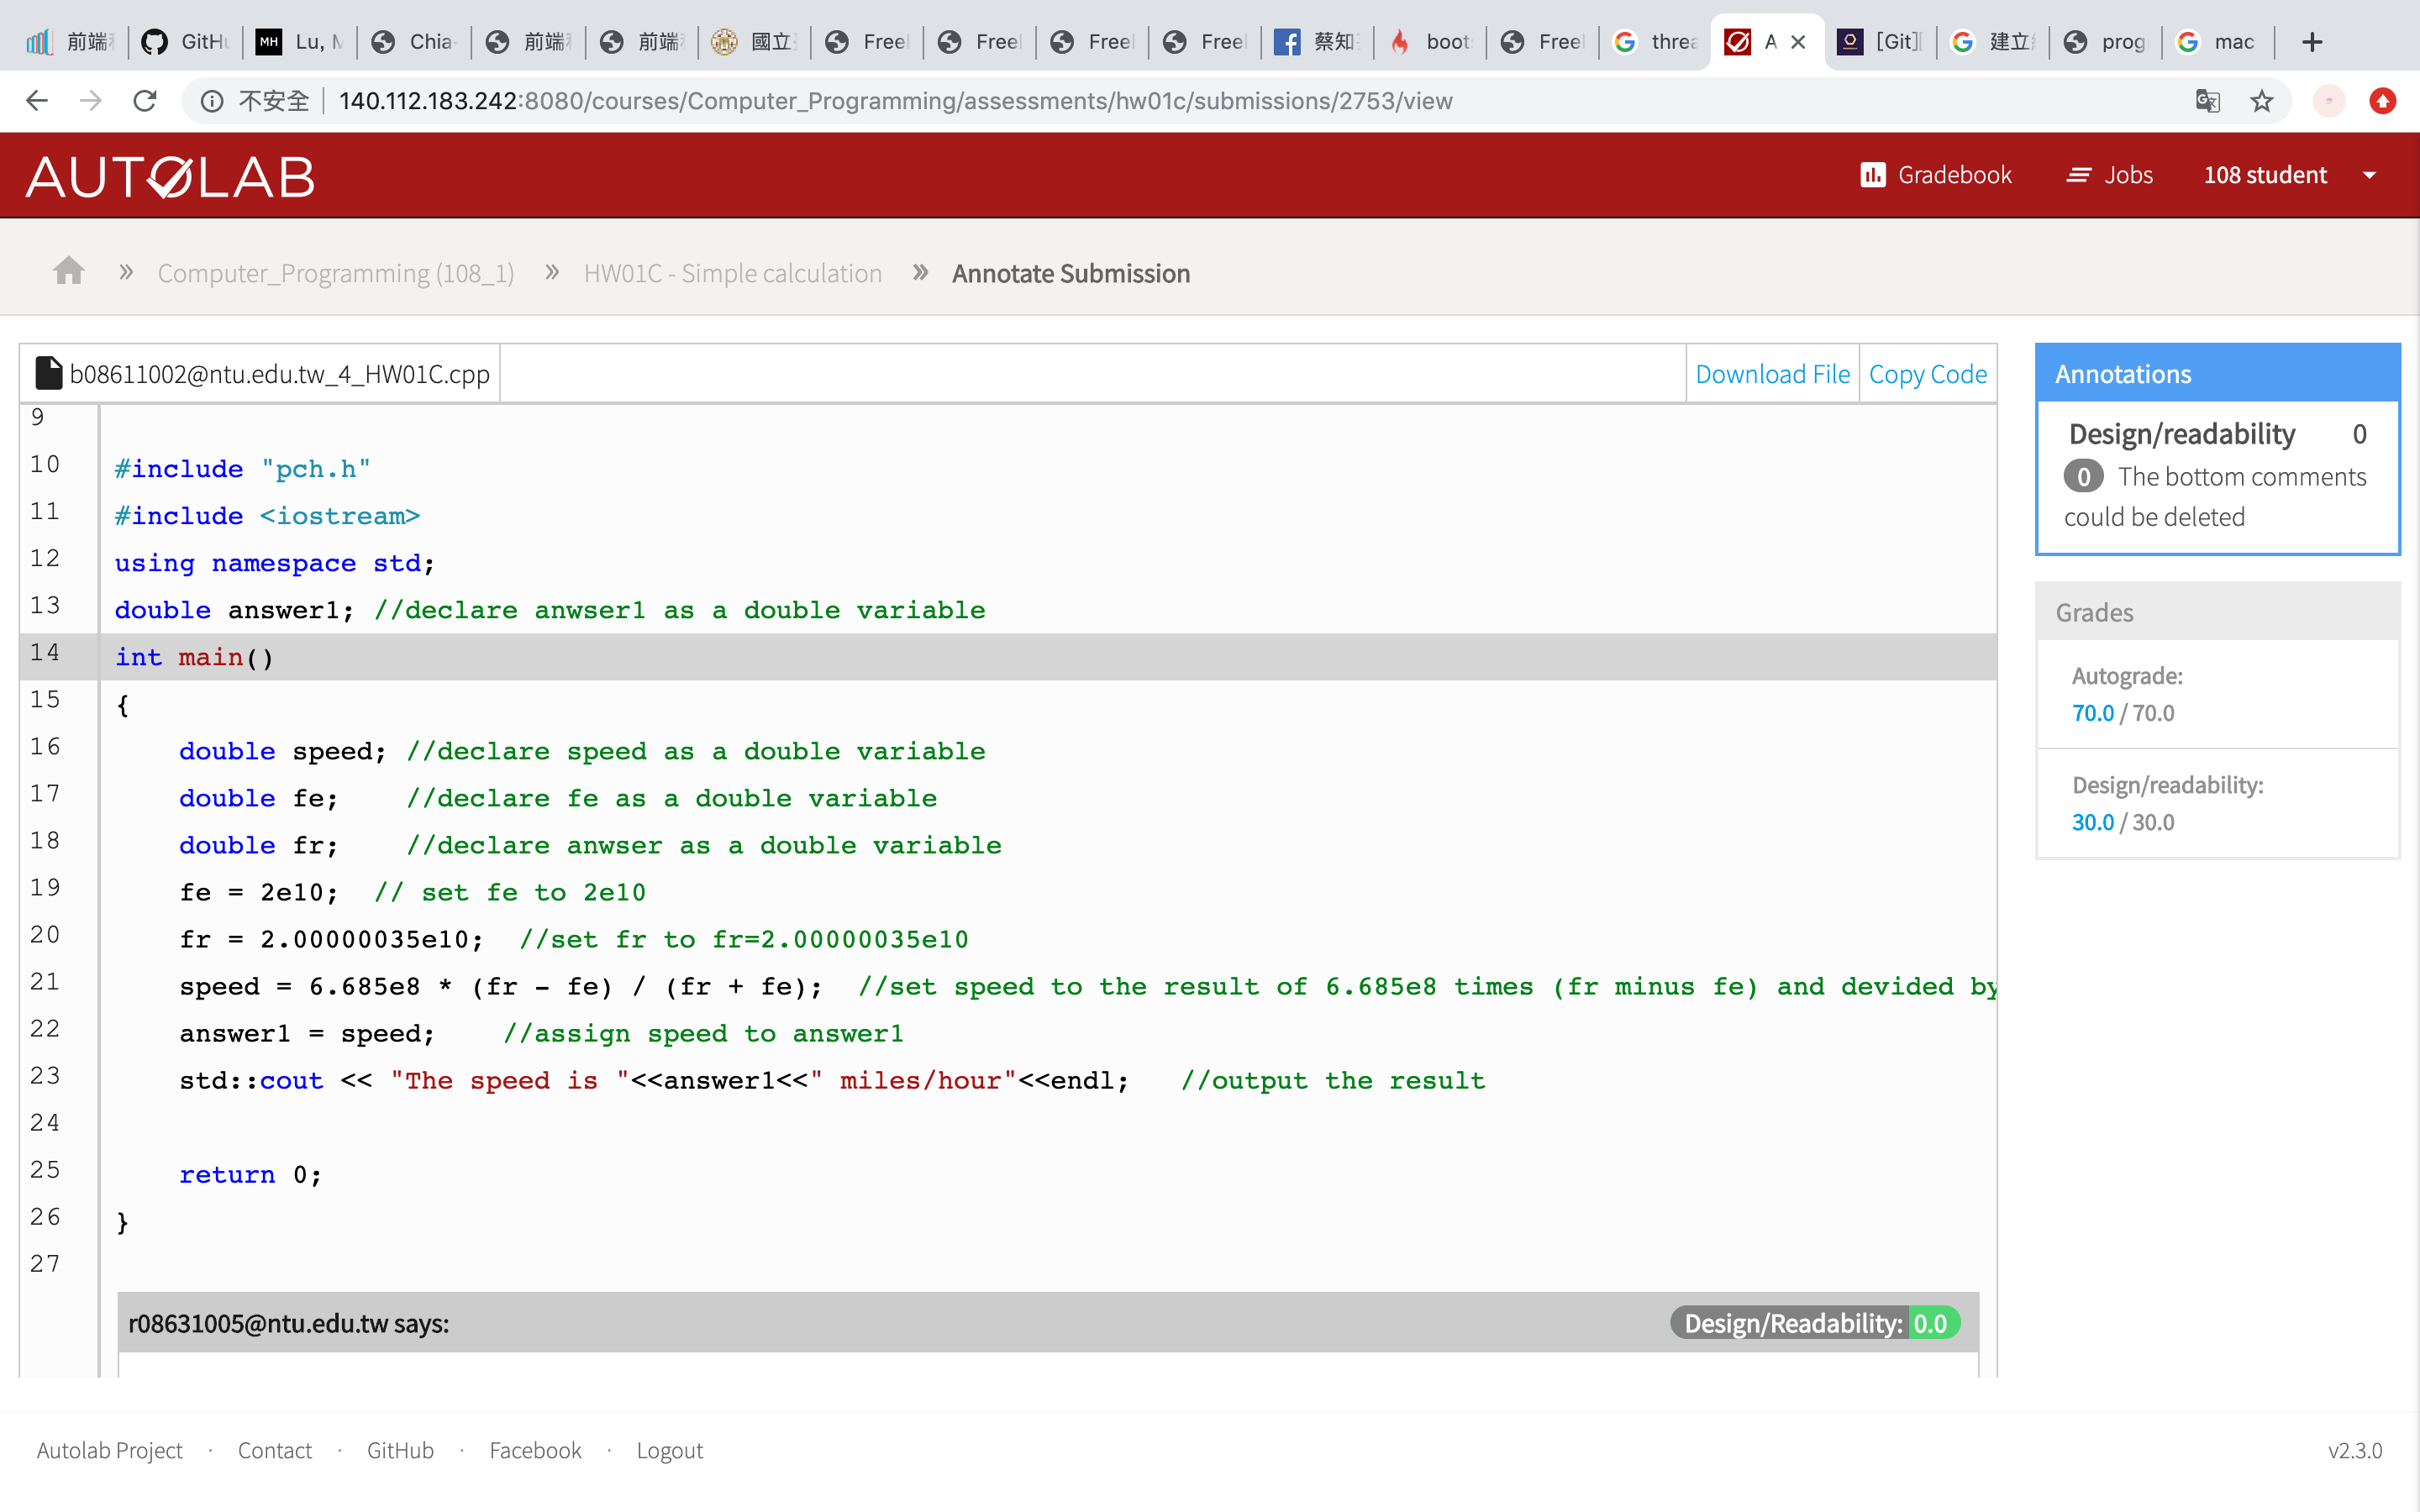 前端 GitH Lu, M Chia- 前端 前端 國立 Free Free Free Free 蔡知 boot Free threa A [Git] 建立 prog mac
不安全 140.112.183.242:8080/courses/Computer_Programming/assessments/hw01c/submissions/2753/view
AUTOLAB Gradebook Jobs 108 student
» Computer_Programming (108_1) » HW01C - Simple calculation » Annotate Submission
b08611002@ntu.edu.tw_4_HW01C.cpp Download File Copy Code
9
10 #include "pch.h"
11 #include <iostream>
12 using namespace std;
13 double answer1; //declare anwser1 as a double variable
14 int main()
15 {
16 double speed; //declare speed as a double variable
17 double fe; //declare fe as a double variable
18 double fr; //declare anwser as a double variable
19 fe = 2e10; // set fe to 2e10
20 fr = 2.00000035e10; //set fr to fr=2.00000035e10
21 speed = 6.685e8 * (fr - fe) / (fr + fe); //set speed to the result of 6.685e8 times (fr minus fe) and devided by
22 answer1 = speed; //assign speed to answer1
23 std::cout << "The speed is "<<answer1<<" miles/hour"<<endl; //output the result
24
25 return 0;
26 }
27
r08631005@ntu.edu.tw says: Design/Readability: 0.0
Annotations
Design/readability 0
0 The bottom comments
could be deleted
Grades
Autograde:
70.0 / 70.0
Design/readability:
30.0 / 30.0
Autolab Project · Contact · GitHub · Facebook · Logout v2.3.0